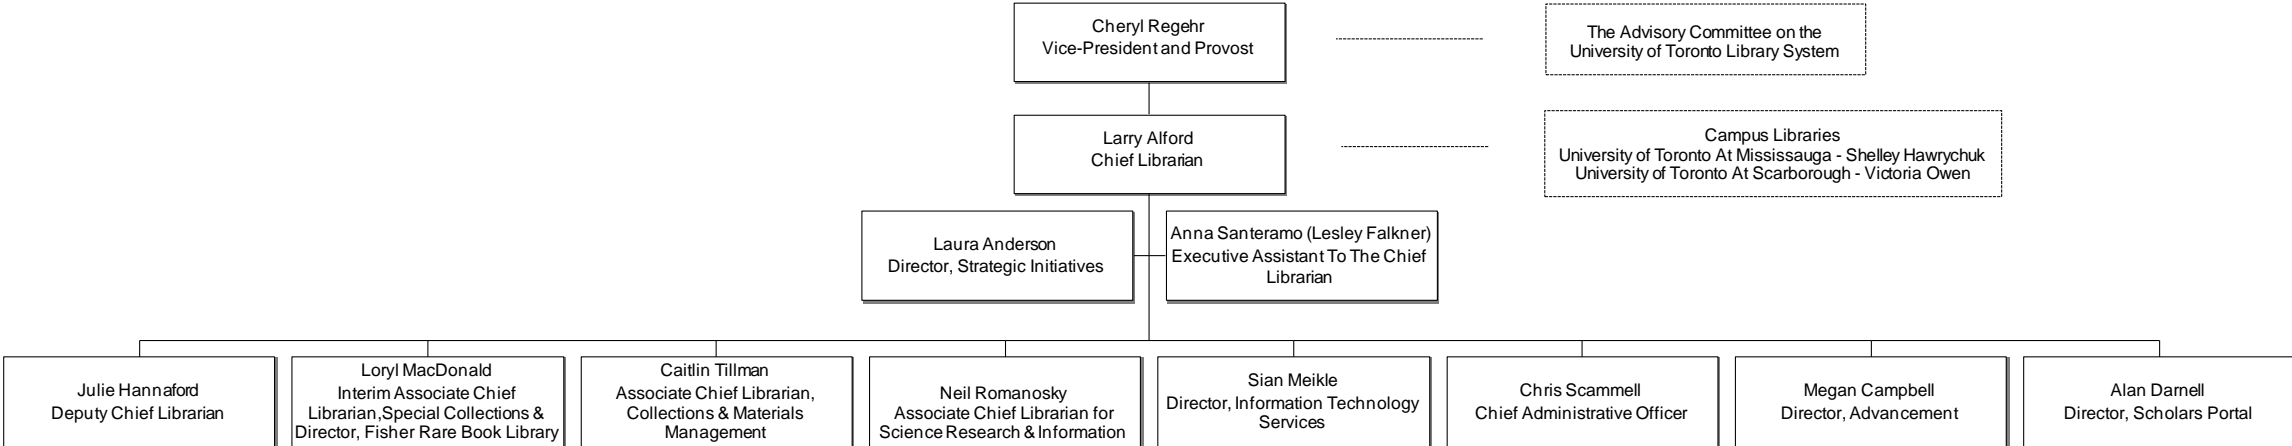 Cheryl Regehr
Vice-President and Provost
The Advisory Committee on the
University of Toronto Library System
Larry Alford
Chief Librarian
Campus Libraries
University of Toronto At Mississauga - Shelley Hawrychuk
University of Toronto At Scarborough - Victoria Owen
Laura Anderson
Director, Strategic Initiatives
Anna Santeramo (Lesley Falkner)
Executive Assistant To The Chief
Librarian
Julie Hannaford
Deputy Chief Librarian
Loryl MacDonald
Interim Associate Chief
Librarian,Special Collections &
Director, Fisher Rare Book Library
Caitlin Tillman
Associate Chief Librarian,
Collections & Materials
Management
Neil Romanosky
Associate Chief Librarian for
Science Research & Information
Sian Meikle
Director, Information Technology
Services
Chris Scammell
Chief Administrative Officer
Megan Campbell
Director, Advancement
Alan Darnell
Director, Scholars Portal